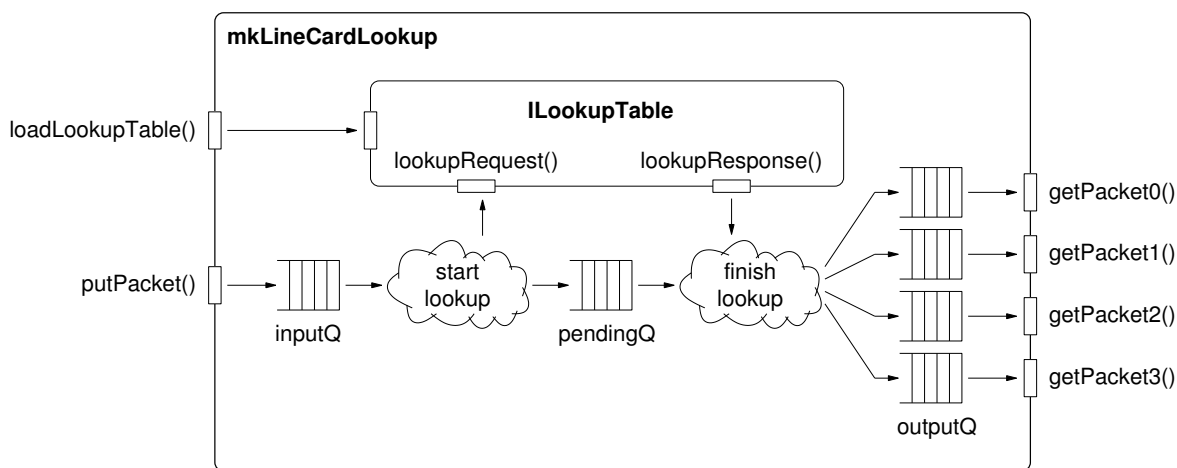 mkLineCardLookup
ILookupTable
loadLookupTable()
lookupRequest()
lookupResponse()
getPacket0()
getPacket1()
getPacket2()
getPacket3()
putPacket()
inputQ
start
lookup
pendingQ
finish
lookup
outputQ